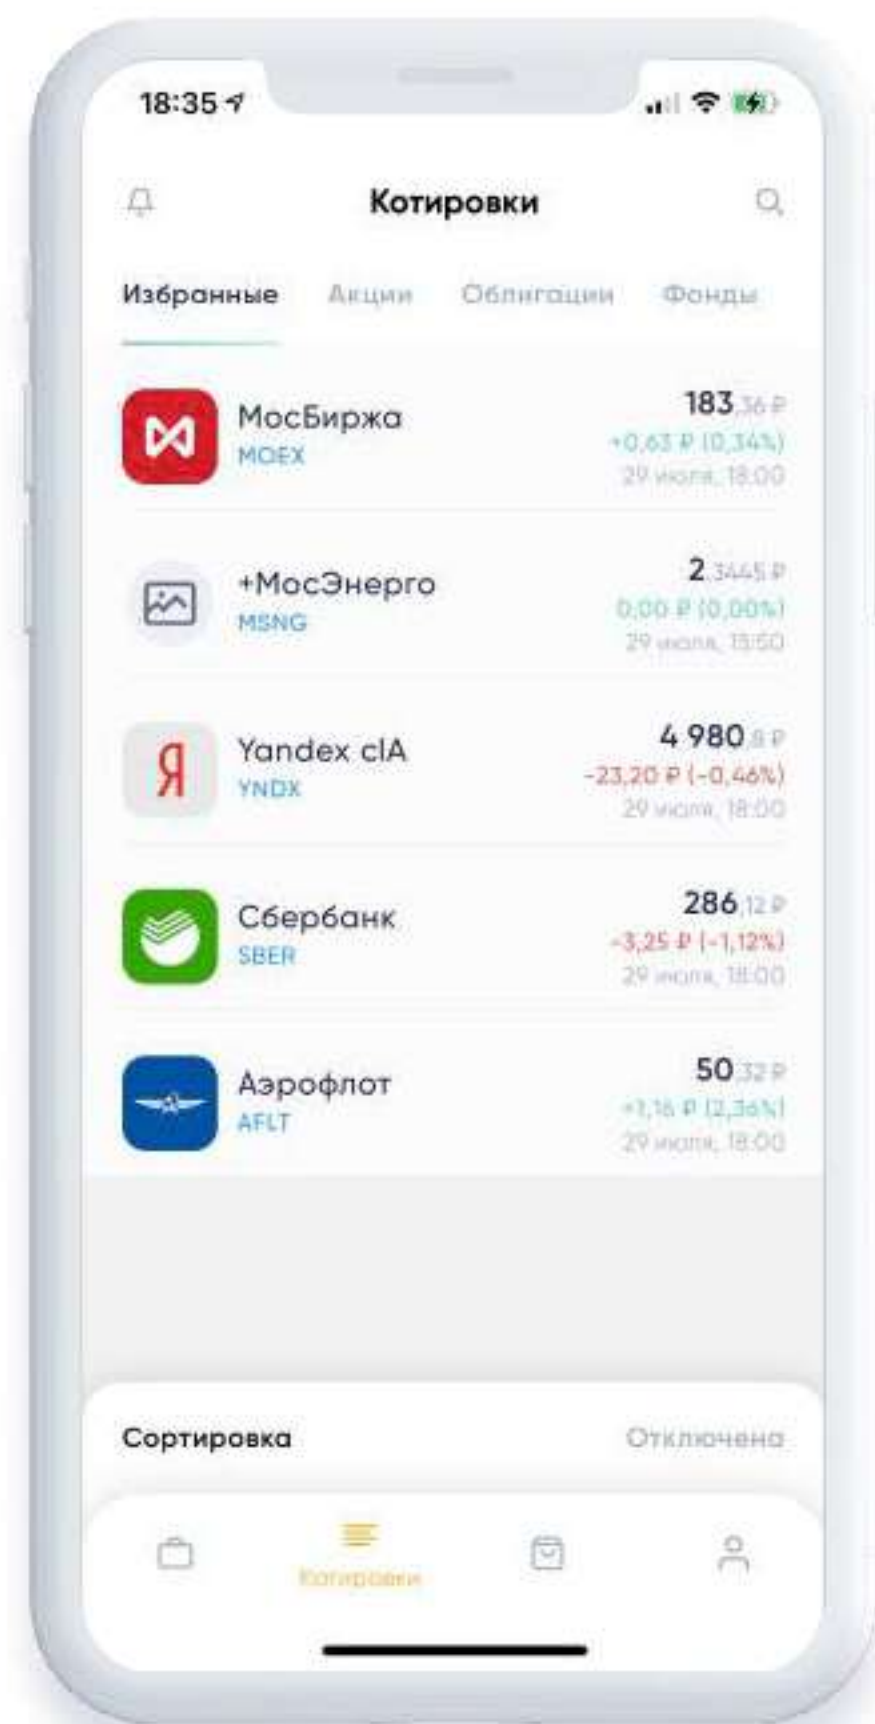 18:35
Котировки
Избранные Акции Облигации Фонды
МосБиржа
MOEX
183,36 ₽
+0,63 ₽ (0,34%)
29 июля, 18:00
+МосЭнерго
MSNG
2,3445 ₽
0,00 ₽ (0,00%)
29 июля,
Yandex clA
YNDX
4 980,8 ₽
-23,20 ₽ (-0,46%)
29 июля, 18:00
Сбербанк
SBER
286,12 ₽
-3,25 ₽ (-1,12%)
29 июля, 18:00
Аэрофлот
AFLT
50,32 ₽
+1,16 ₽ (2,36%)
29 июля, 18:00
Сортировка Отключена
Котировки